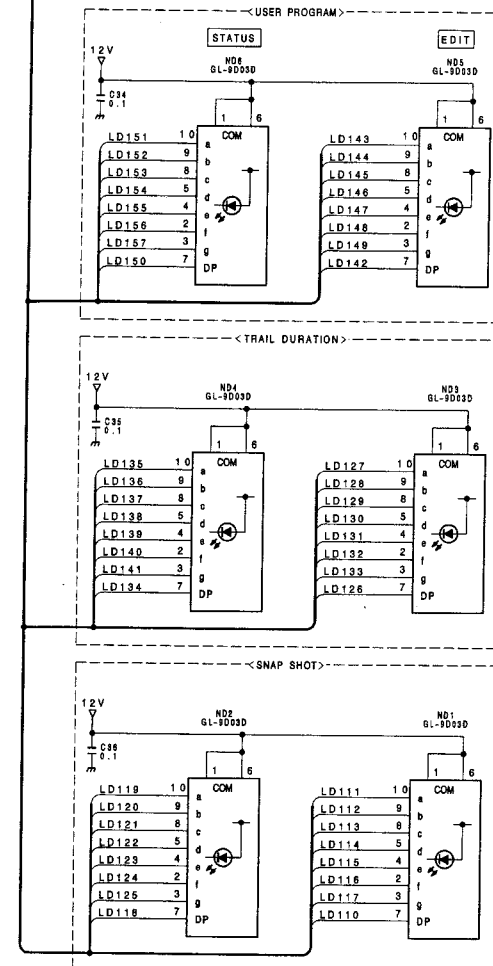 <USER PROGRAM>
STATUS
EDIT
12V
C34
0.1
ND6
GL-9D03D
1 6
COM
LD151 10 a
LD152 9 b
LD153 8 c
LD154 5 d
LD155 4 e
LD156 2 f
LD157 3 g
LD150 7 DP
ND5
GL-9D03D
1 6
COM
LD143 10 a
LD144 9 b
LD145 8 c
LD146 5 d
LD147 4 e
LD148 2 f
LD149 3 g
LD142 7 DP
<TRAIL DURATION>
12V
C35
0.1
ND4
GL-9D03D
1 6
COM
LD135 10 a
LD136 9 b
LD137 8 c
LD138 5 d
LD139 4 e
LD140 2 f
LD141 3 g
LD134 7 DP
ND3
GL-9D03D
1 6
COM
LD127 10 a
LD128 9 b
LD129 8 c
LD130 5 d
LD131 4 e
LD132 2 f
LD133 3 g
LD126 7 DP
<SNAP SHOT>
12V
C36
0.1
ND2
GL-9D03D
1 6
COM
LD119 10 a
LD120 9 b
LD121 8 c
LD122 5 d
LD123 4 e
LD124 2 f
LD125 3 g
LD118 7 DP
ND1
GL-9D03D
1 6
COM
LD111 10 a
LD112 9 b
LD113 8 c
LD114 5 d
LD115 4 e
LD116 2 f
LD117 3 g
LD110 7 DP